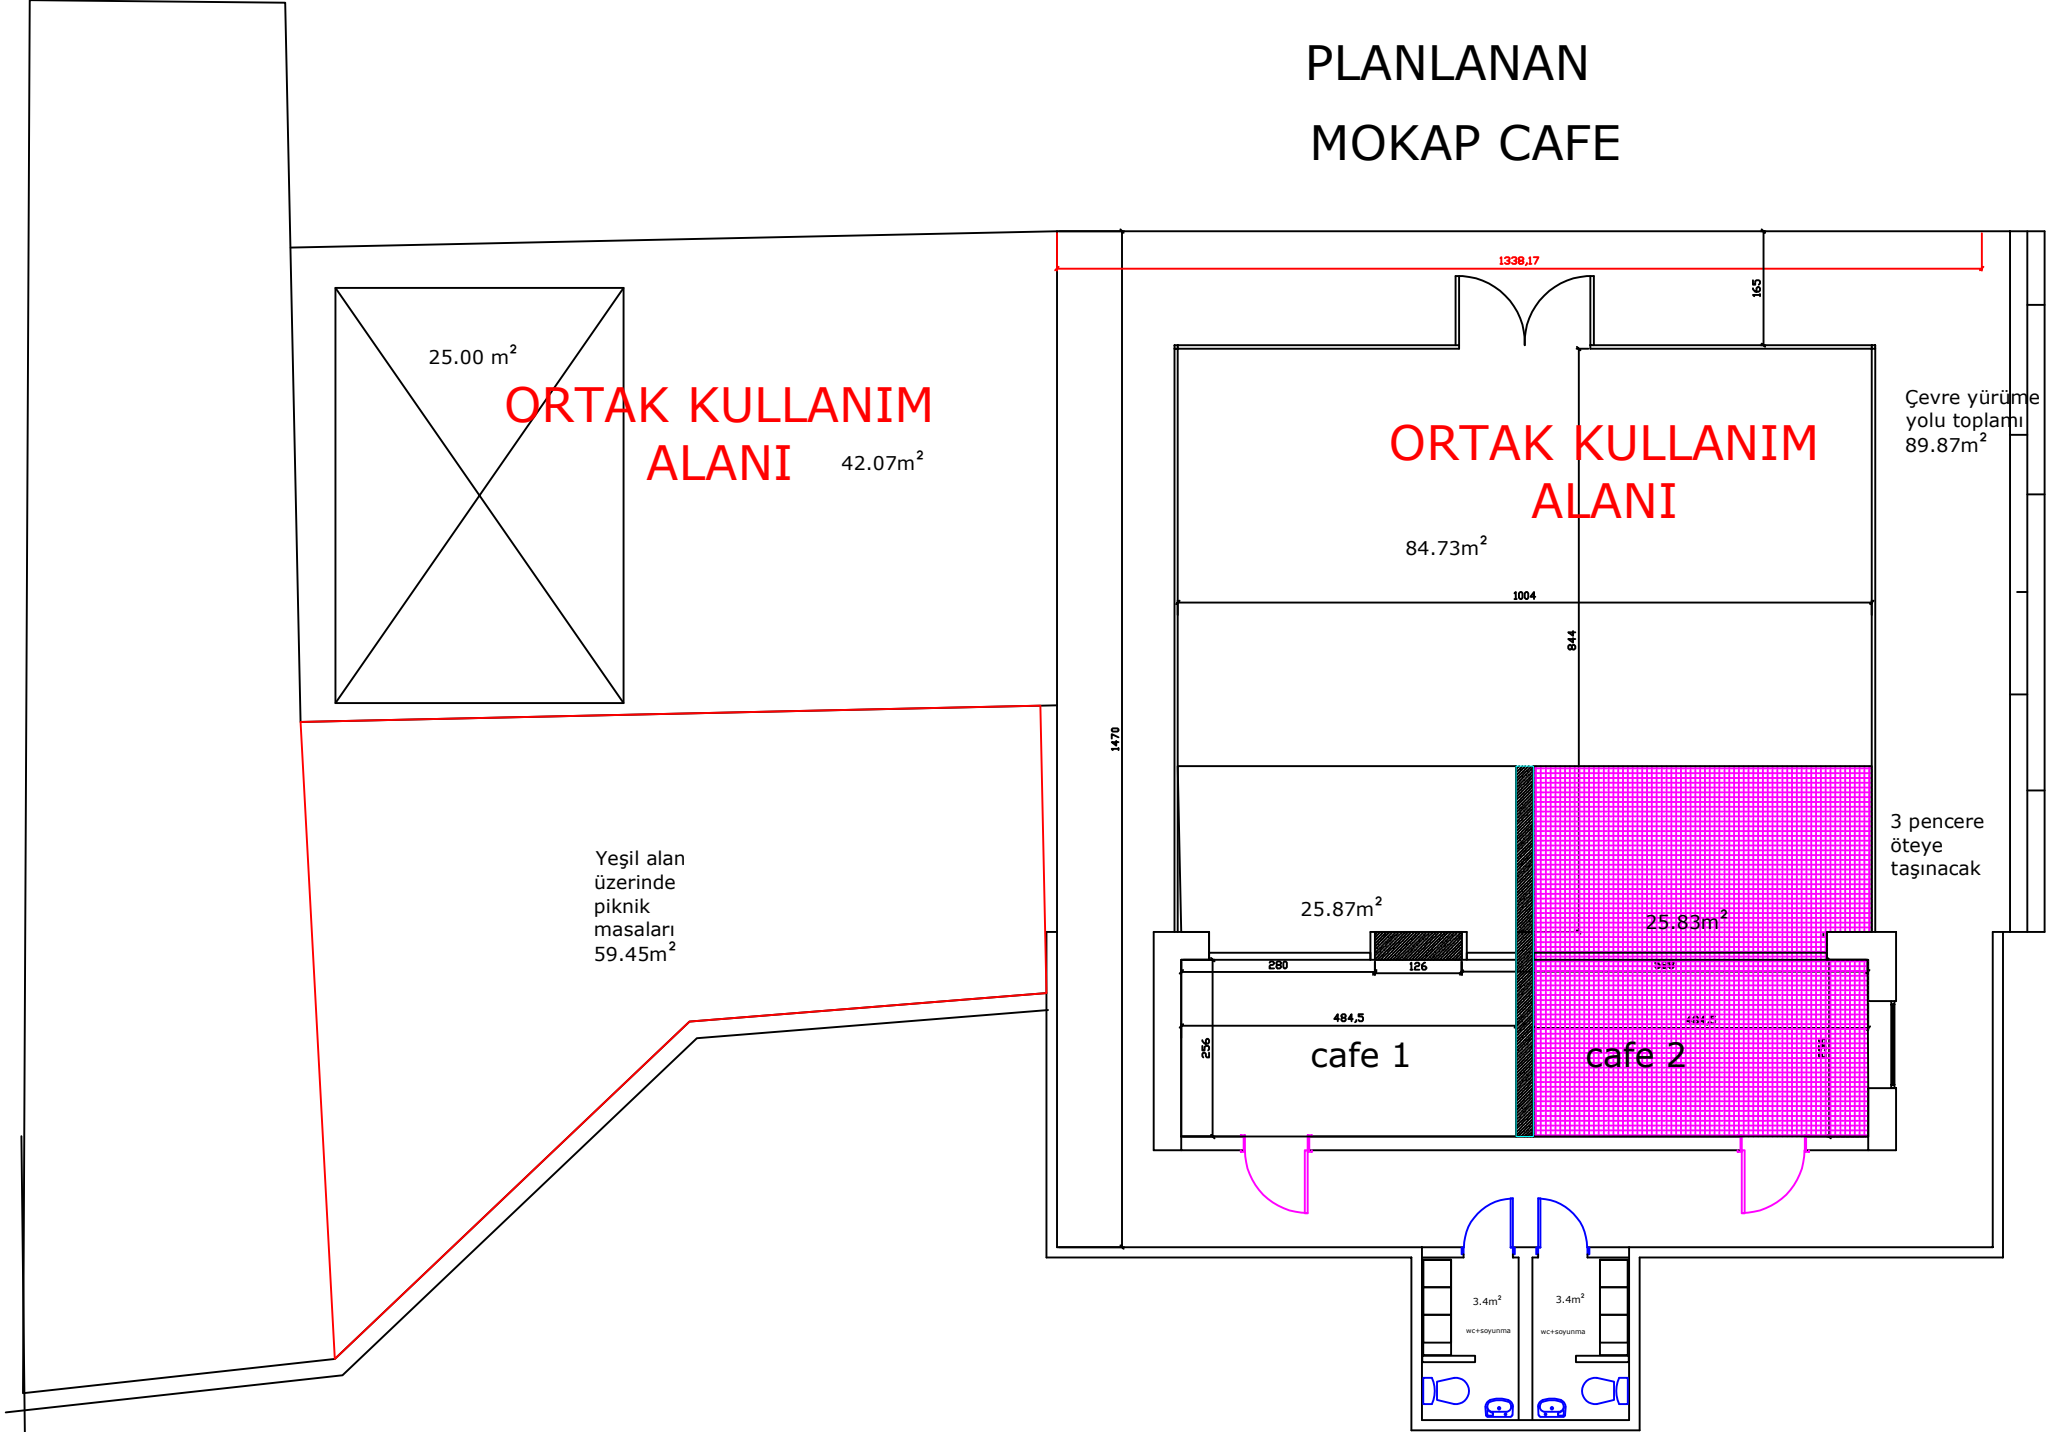 PLANLANAN
MOKAP CAFE
1338,17
165
25.00 m²
ORTAK KULLANIM
ALANI
42.07m²
ORTAK KULLANIM
ALANI
84.73m²
Çevre yürüme
yolu toplamı
89.87m²
1004
844
1470
3 pencere
öteye
taşınacak
Yeşil alan
üzerinde
piknik
masaları
59.45m²
25.87m²
25.83m²
280
126
484,5
484,5
256
cafe 1
cafe 2
3.4m²
wc+soyunma
3.4m²
wc+soyunma